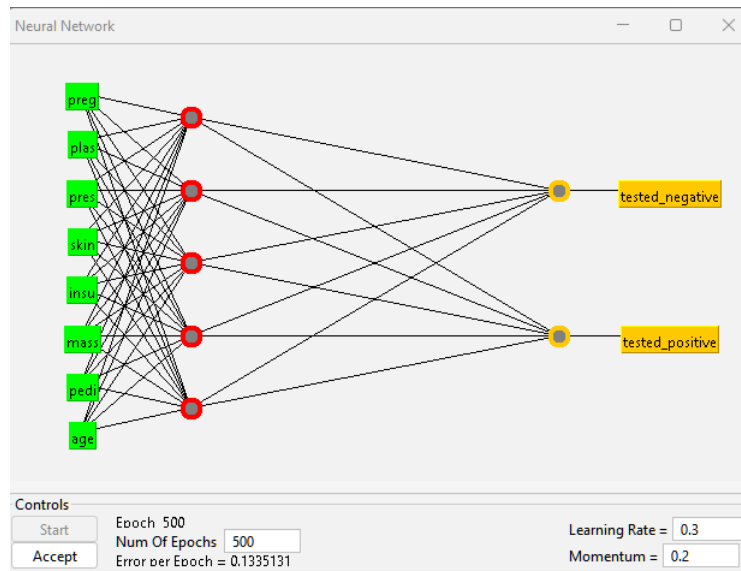 Neural Network
preg
plas
pres
skin
insu
mass
pedi
age
tested_negative
tested_positive
Controls
Start
Accept
Epoch 500
Num Of Epochs 500
Error per Epoch = 0.1335131
Learning Rate = 0.3
Momentum = 0.2